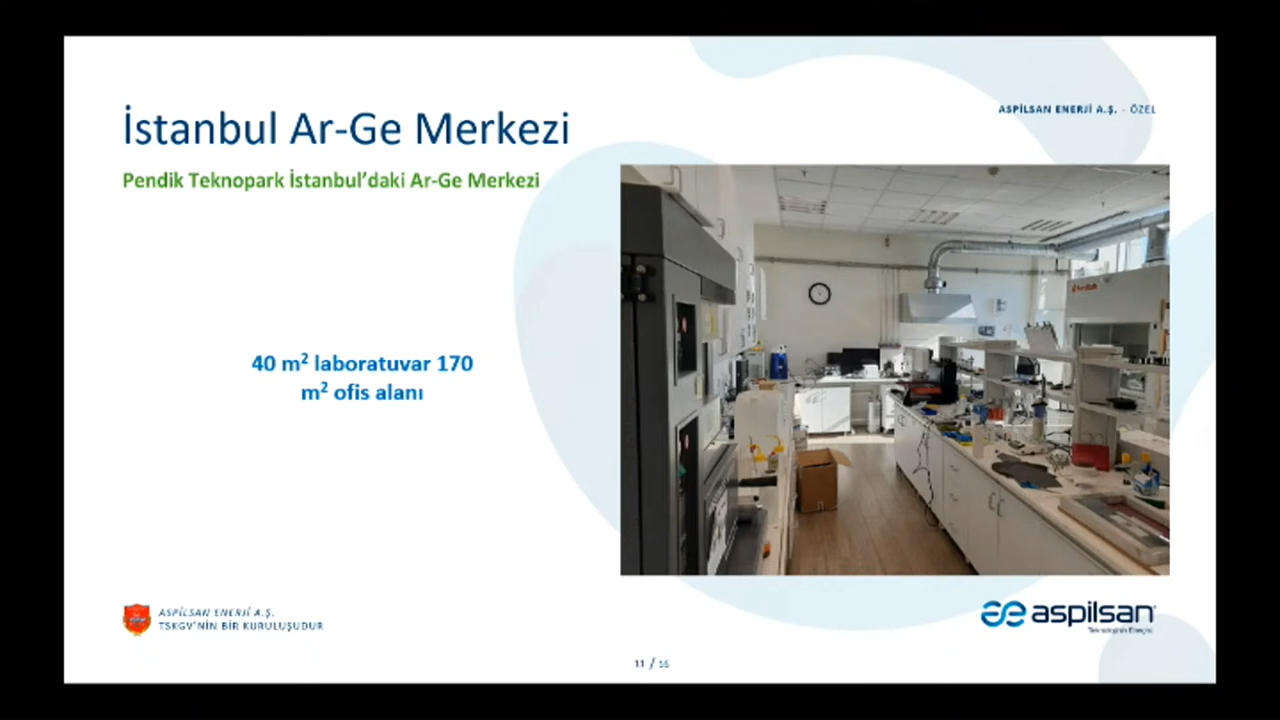 İstanbul Ar-Ge Merkezi
ASPİLSAN ENERJİ A.Ş. - ÖZEL
Pendik Teknopark İstanbul’daki Ar-Ge Merkezi
40 m² laboratuvar 170
m² ofis alanı
ASPİLSAN ENERJİ A.Ş.
TSKGV'NİN BİR KURULUŞUDUR
aspilsan
Teknolojinin Enerjisi
11 / 16